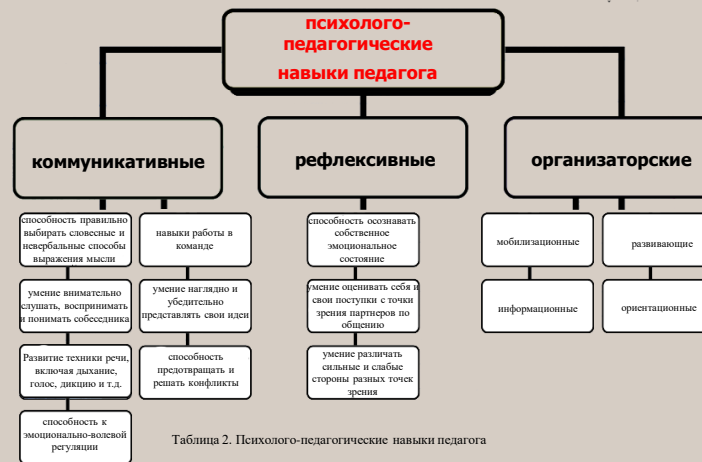 психолого-
педагогические
навыки педагога
коммуникативные
рефлексивные
организаторские
способность правильно
выбирать словесные и
невербальные способы
выражения мысли
умение внимательно
слушать, воспринимать
и понимать собеседника
Развитие техники речи,
включая дыхание,
голос, дикцию и т.д.
способность к
эмоционально-волевой
регуляции
навыки работы в
команде
умение наглядно и
убедительно
представлять свои идеи
способность
предотвращать и
решать конфликты
способность осознавать
собственное
эмоциональное
состояние
умение оценивать себя и
свои поступки с точки
зрения партнеров по
общению
умение различать
сильные и слабые
стороны разных точек
зрения
мобилизационные
информационные
развивающие
ориентационные
Таблица 2. Психолого-педагогические навыки педагога